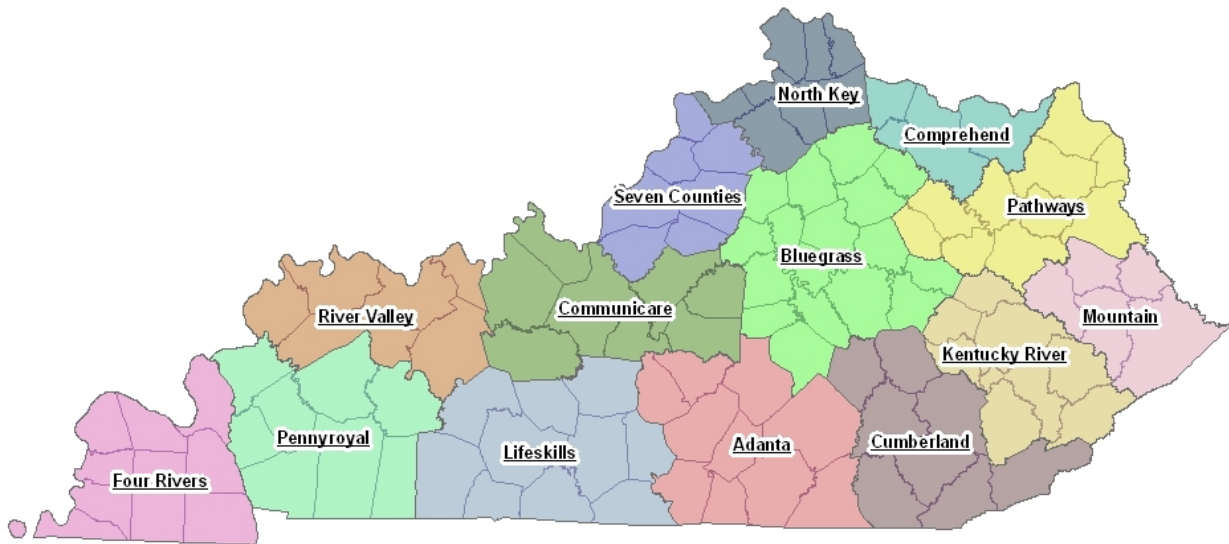 North Key
Comprehend
Seven Counties
Pathways
Bluegrass
Communicare
River Valley
Mountain
Kentucky River
Pennyroyal
Lifeskills
Adanta
Cumberland
Four Rivers